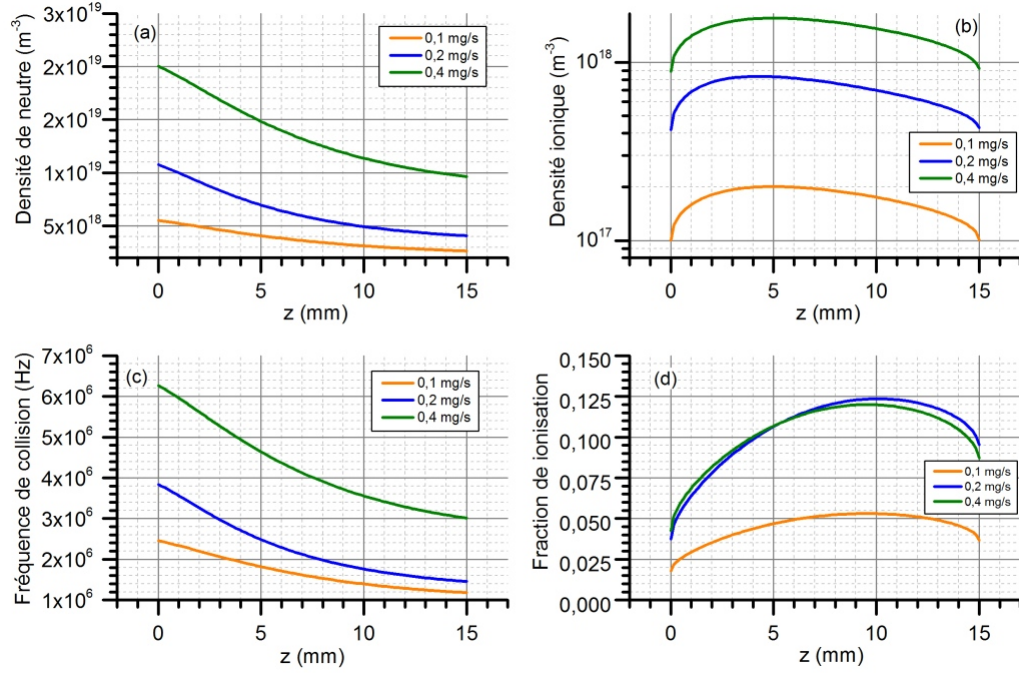 (a)
Densité de neutre (m-3)
3x10^19
2x10^19
2x10^19
1x10^19
5x10^18
0,1 mg/s
0,2 mg/s
0,4 mg/s
0 5 10 15
z (mm)
(b)
Densité ionique (m-3)
10^18
10^17
0,1 mg/s
0,2 mg/s
0,4 mg/s
0 5 10 15
z (mm)
(c)
Fréquence de collision (Hz)
7x10^6
6x10^6
5x10^6
4x10^6
3x10^6
2x10^6
1x10^6
0,1 mg/s
0,2 mg/s
0,4 mg/s
0 5 10 15
z (mm)
(d)
Fraction de ionisation
0,150
0,125
0,100
0,075
0,050
0,025
0,000
0,1 mg/s
0,2 mg/s
0,4 mg/s
0 5 10 15
z (mm)